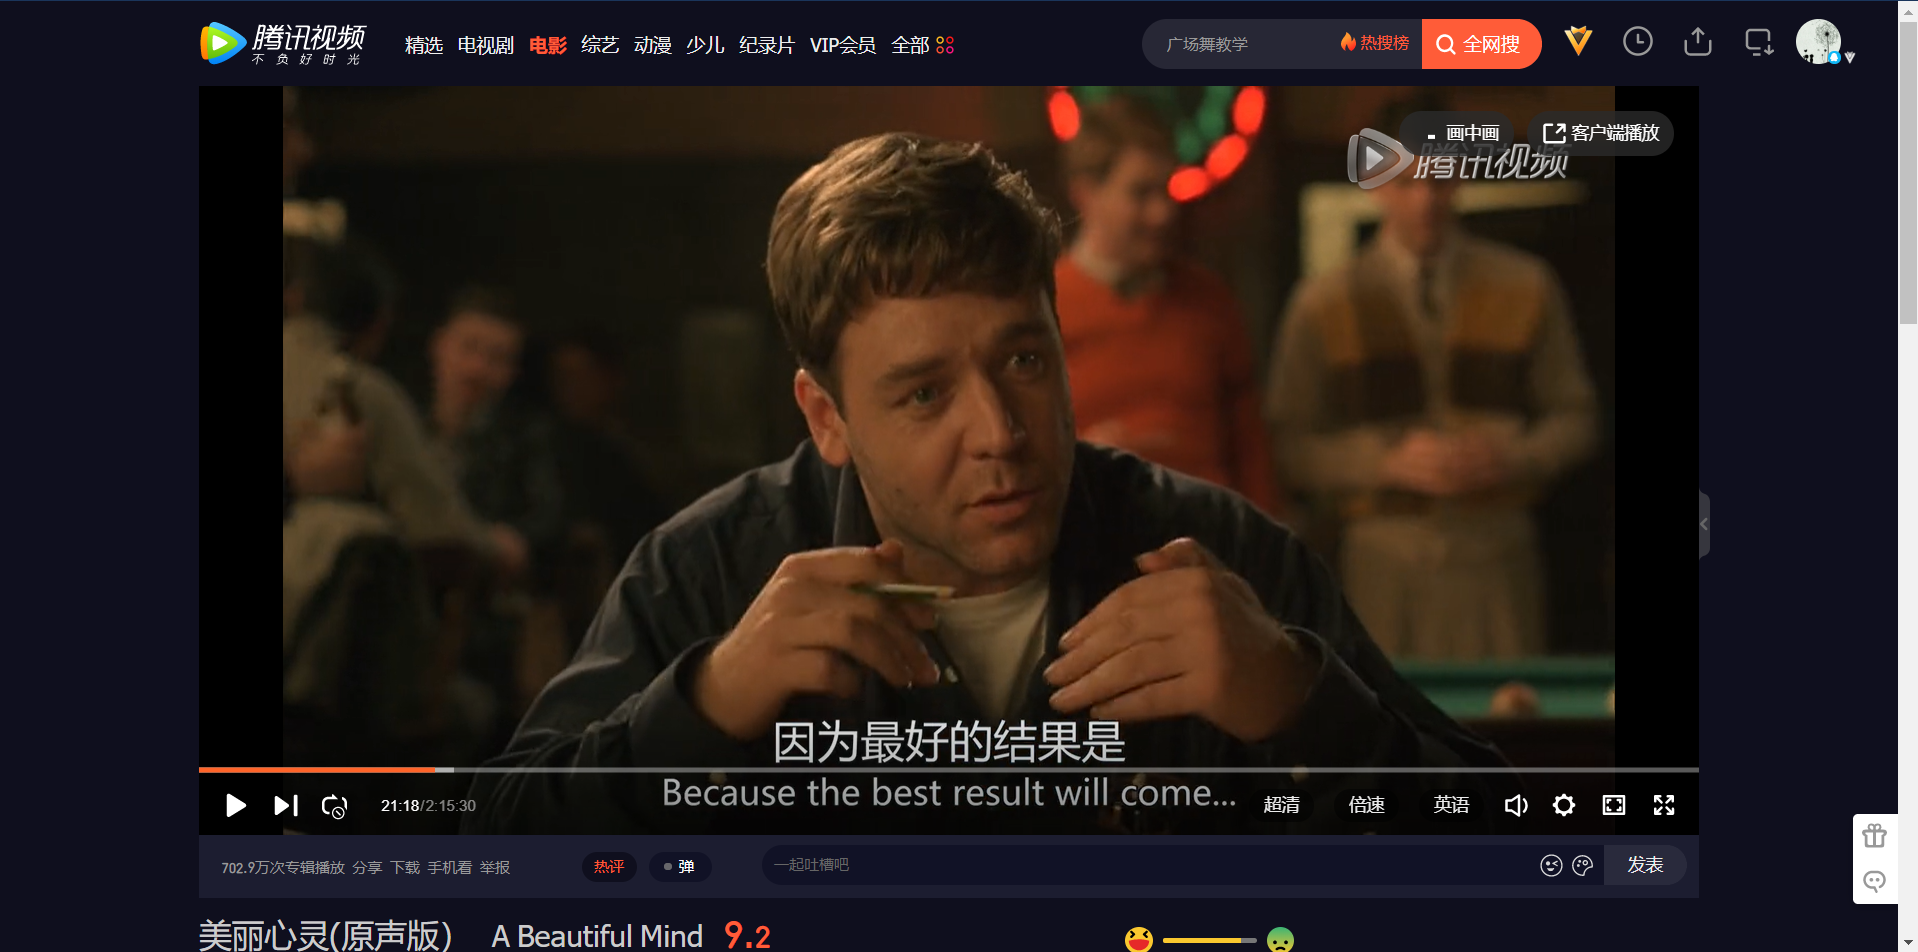 腾讯视频
不负好时光
精选 电视剧 电影 综艺 动漫 少儿 纪录片 VIP会员 全部
广场舞教学 热搜榜 全网搜
画中画 客户端播放
腾讯视频
因为最好的结果是
Because the best result will come...
21:18/2:15:30 超清 倍速 英语
702.9万次专辑播放 分享 下载 手机看 举报 热评 弹 一起吐槽吧 发表
美丽心灵(原声版) A Beautiful Mind 9.2